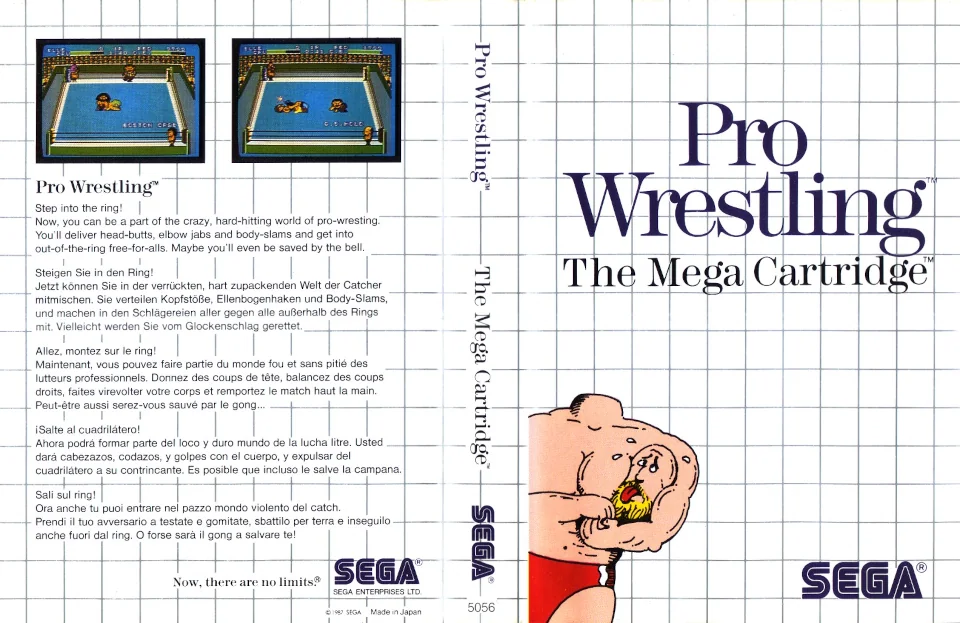 Pro Wrestling™
Step into the ring!
Now, you can be a part of the crazy, hard-hitting world of pro-wresting.
You'll deliver head-butts, elbow jabs and body-slams and get into
out-of-the-ring free-for-alls. Maybe you'll even be saved by the bell.
Steigen Sie in den Ring!
Jetzt können Sie in der verrückten, hart zupackenden Welt der Catcher
mitmischen. Sie verteilen Kopfstöße, Ellenbogenhaken und Body-Slams,
und machen in den Schlägereien aller gegen alle außerhalb des Rings
mit. Vielleicht werden Sie vom Glockenschlag gerettet.
Allez, montez sur le ring!
Maintenant, vous pouvez faire partie du monde fou et sans pitié des
lutteurs professionnels. Donnez des coups de tête, balancez des coups
droits, faites virevolter votre corps et remportez le match haut la main.
Peut-être aussi serez-vous sauvé par le gong...
¡Salte al cuadrilátero!
Ahora podrá formar parte del loco y duro mundo de la lucha litre. Usted
dará cabezazos, codazos, y golpes con el cuerpo, y expulsar del
cuadrilátero a su contrincante. Es posible que incluso le salve la campana.
Sali sul ring!
Ora anche tu puoi entrare nel pazzo mondo violento del catch.
Prendi il tuo avversario a testate e gomitate, sbattilo per terra e inseguilo
anche fuori dal ring. O forse sarà il gong a salvare te!
Now, there are no limits.®
SEGA®
SEGA ENTERPRISES LTD.
© 1987 SEGA Made in Japan
Pro Wrestling™
The Mega Cartridge™
SEGA®
5056
Pro
Wrestling™
The Mega Cartridge™
SEGA®